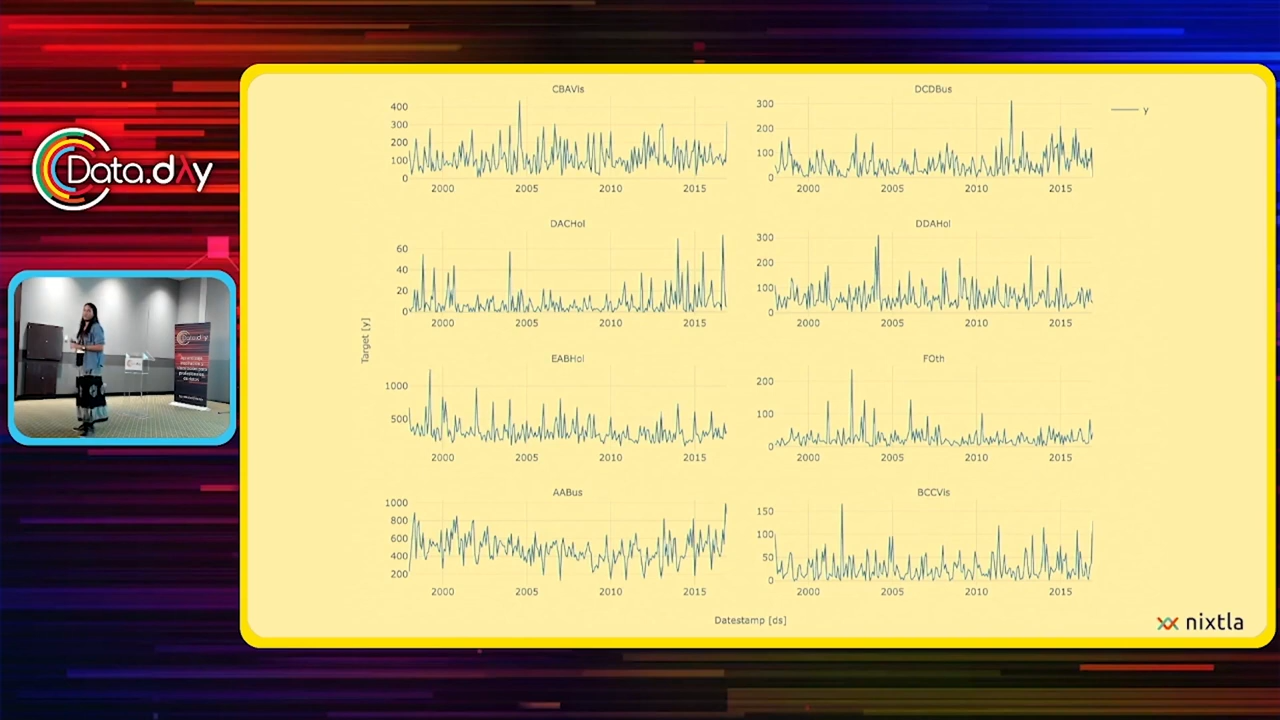 Data.dAy
CBAVis
400
300
200
100
0
2000 2005 2010 2015
DCDBus
300
200
100
0
2000 2005 2010 2015
y
DACHol
60
40
20
0
2000 2005 2010 2015
DDAHol
300
200
100
0
2000 2005 2010 2015
Target [y]
EABHol
1000
500
2000 2005 2010 2015
FOth
200
100
0
2000 2005 2010 2015
AABus
1000
800
600
400
200
2000 2005 2010 2015
BCCVis
150
100
50
0
2000 2005 2010 2015
Datestamp [ds]
nixtla
Data.dAy